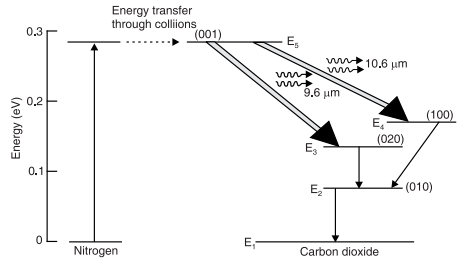 Energy transfer
through colliions
(001)
E5
0.3
10.6 μm
9.6 μm
0.2
E4
(100)
Energy (eV)
E3
(020)
0.1
E2
(010)
0
E1
Nitrogen
Carbon dioxide